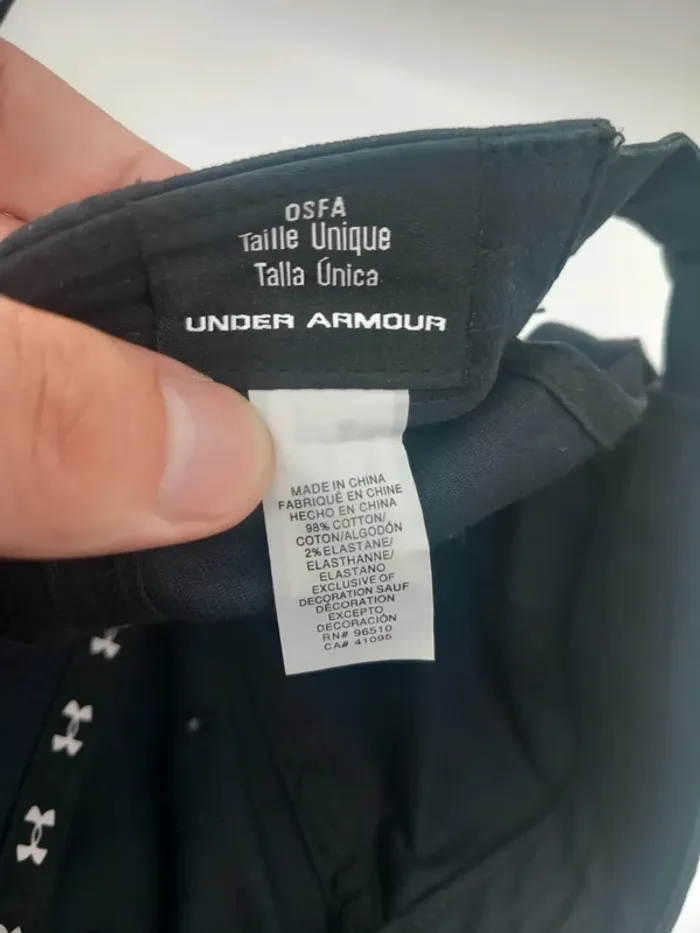 OSFA
Taille Unique
Talla Única
UNDER ARMOUR
MADE IN CHINA
FABRIQUÉ EN CHINE
HECHO EN CHINA
98% COTTON/
COTON/ALGODÓN
2% ELASTANE/
ELASTHANNE/
ELASTANO
EXCLUSIVE OF
DECORATION SAUF
DÉCORATION
EXCEPTO
DECORACIÓN
RN# 96510
CA# 41095